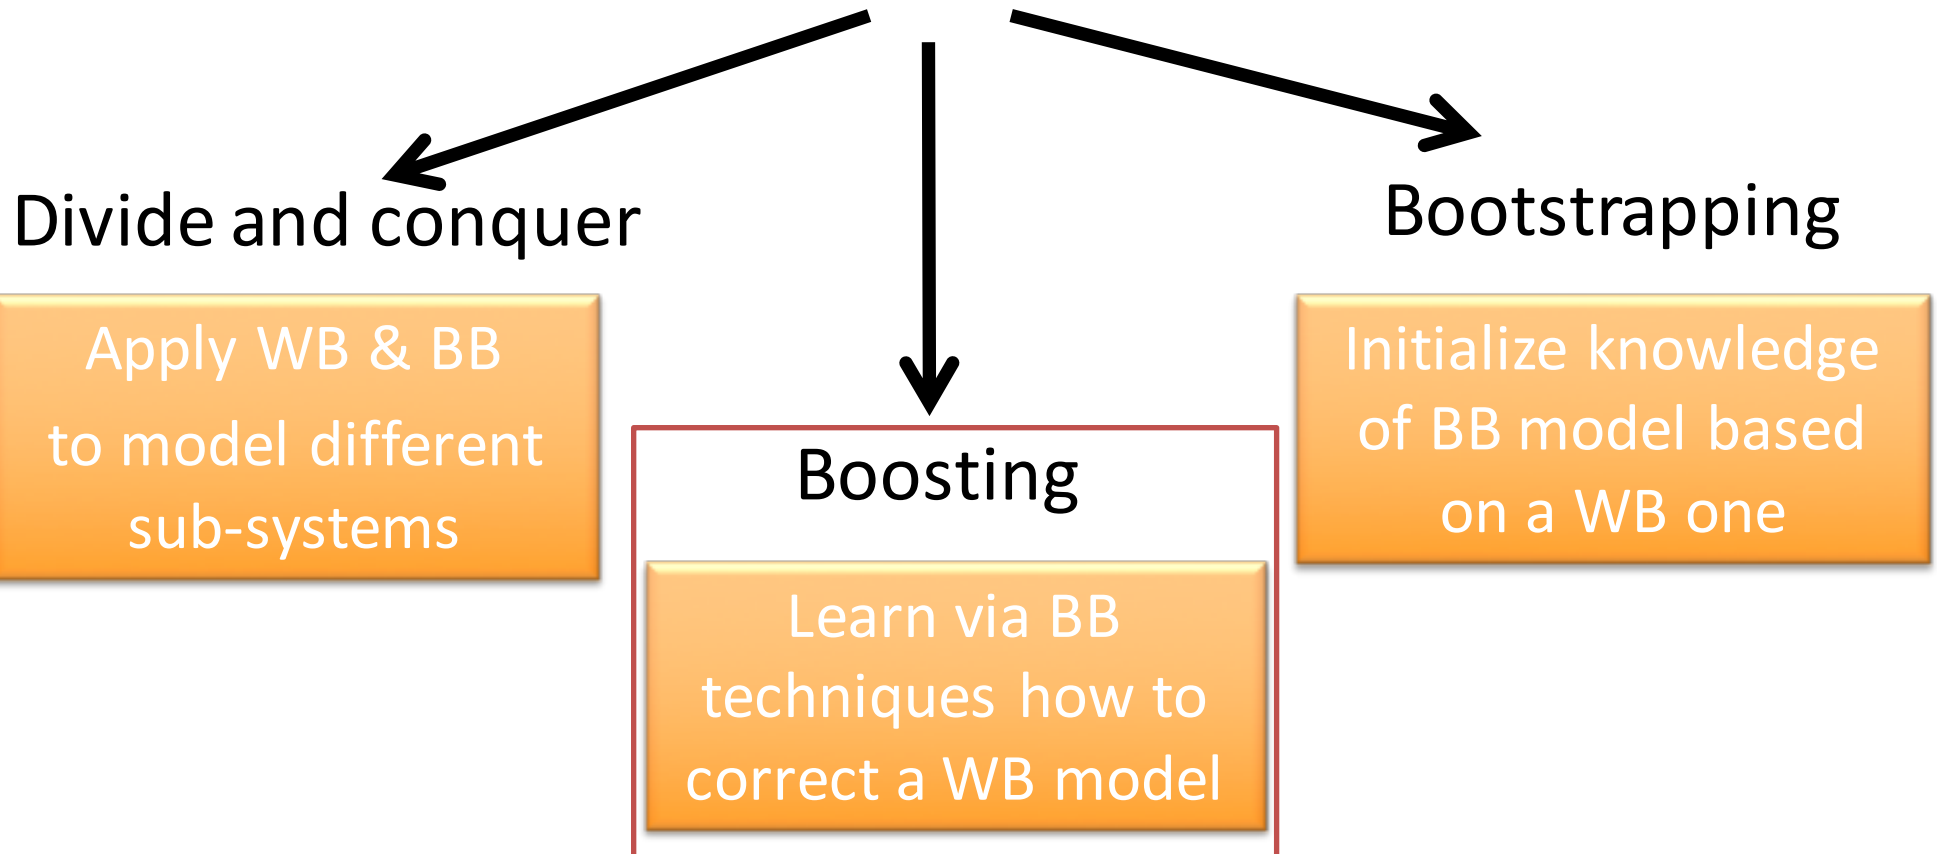 Divide and conquer
Apply WB & BB
to model different
sub-systems
Boosting
Learn via BB
techniques how to
correct a WB model
Bootstrapping
Initialize knowledge
of BB model based
on a WB one